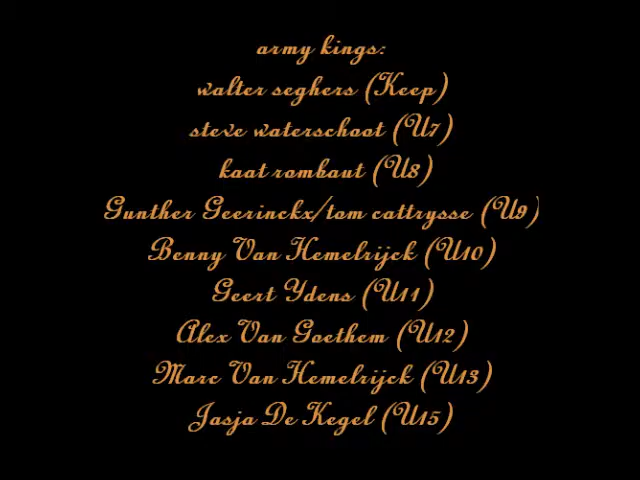 army kings:
walter seghers (Keep)
steve waterschoot (U7)
kaat rombaut (U8)
Gunther Geerinckx/tom cattrysse (U9)
Benny Van Hemelrijck (U10)
Geert Ydens (U11)
Alex Van Goethem (U12)
Marc Van Hemelrijck (U13)
Jasja De Kegel (U15)